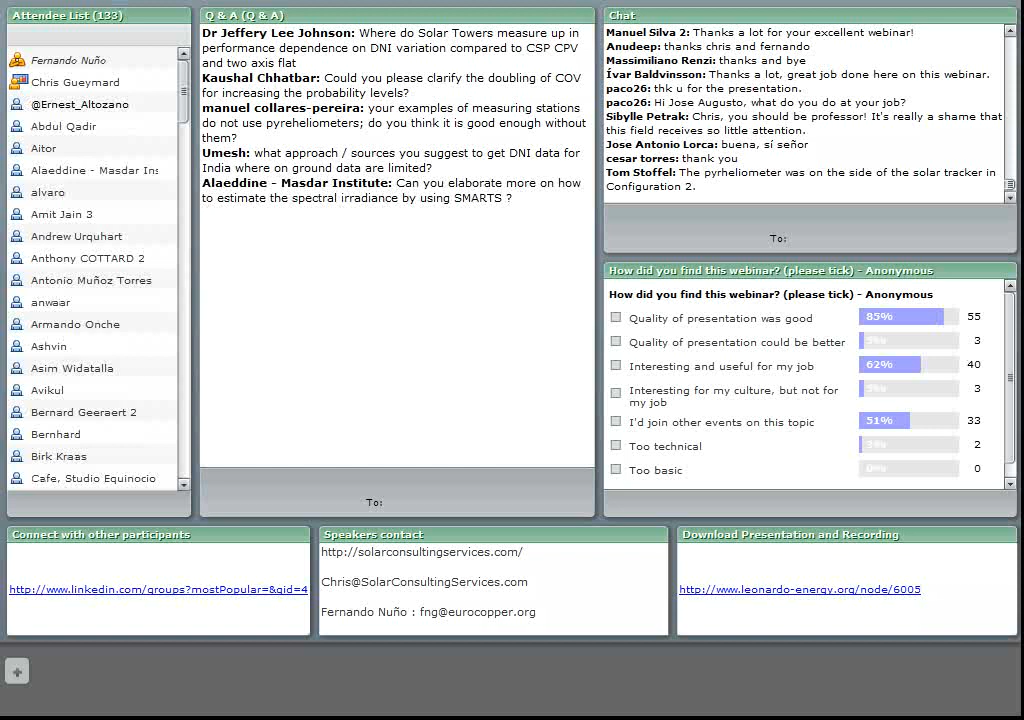 Attendee List (133)
Fernando Nuño
Chris Gueymard
@Ernest_Altozano
Abdul Qadir
Aitor
Alaeddine - Masdar Ins
alvaro
Amit Jain 3
Andrew Urquhart
Anthony COTTARD 2
Antonio Muñoz Torres
anwaar
Armando Onche
Ashvin
Asim Widatalla
Avikul
Bernard Geeraert 2
Bernhard
Birk Kraas
Cafe, Studio Equinocio
Q & A (Q & A)
Dr Jeffery Lee Johnson: Where do Solar Towers measure up in
performance dependence on DNI variation compared to CSP CPV
and two axis flat
Kaushal Chhatbar: Could you please clarify the doubling of COV
for increasing the probability levels?
manuel collares-pereira: your examples of measuring stations
do not use pyreheliometers; do you think it is good enough without
them?
Umesh: what approach / sources you suggest to get DNI data for
India where on ground data are limited?
Alaeddine - Masdar Institute: Can you elaborate more on how
to estimate the spectral irradiance by using SMARTS ?
To:
Chat
Manuel Silva 2: Thanks a lot for your excellent webinar!
Anudeep: thanks chris and fernando
Massimiliano Renzi: thanks and bye
Ívar Baldvinsson: Thanks a lot, great job done here on this webinar.
paco26: thk u for the presentation.
paco26: Hi Jose Augusto, what do you do at your job?
Sibylle Petrak: Chris, you should be professor! It's really a shame that
this field receives so little attention.
Jose Antonio Lorca: buena, sí señor
cesar torres: thank you
Tom Stoffel: The pyrheliometer was on the side of the solar tracker in
Configuration 2.
To:
How did you find this webinar? (please tick) - Anonymous
How did you find this webinar? (please tick) - Anonymous
Quality of presentation was good 85% 55
Quality of presentation could be better 5% 3
Interesting and useful for my job 62% 40
Interesting for my culture, but not for
my job 5% 3
I'd join other events on this topic 51% 33
Too technical 3% 2
Too basic 0% 0
Connect with other participants
http://www.linkedin.com/groups?mostPopular=&gid=4
Speakers contact
http://solarconsultingservices.com/
Chris@SolarConsultingServices.com
Fernando Nuño : fng@eurocopper.org
Download Presentation and Recording
http://www.leonardo-energy.org/node/6005